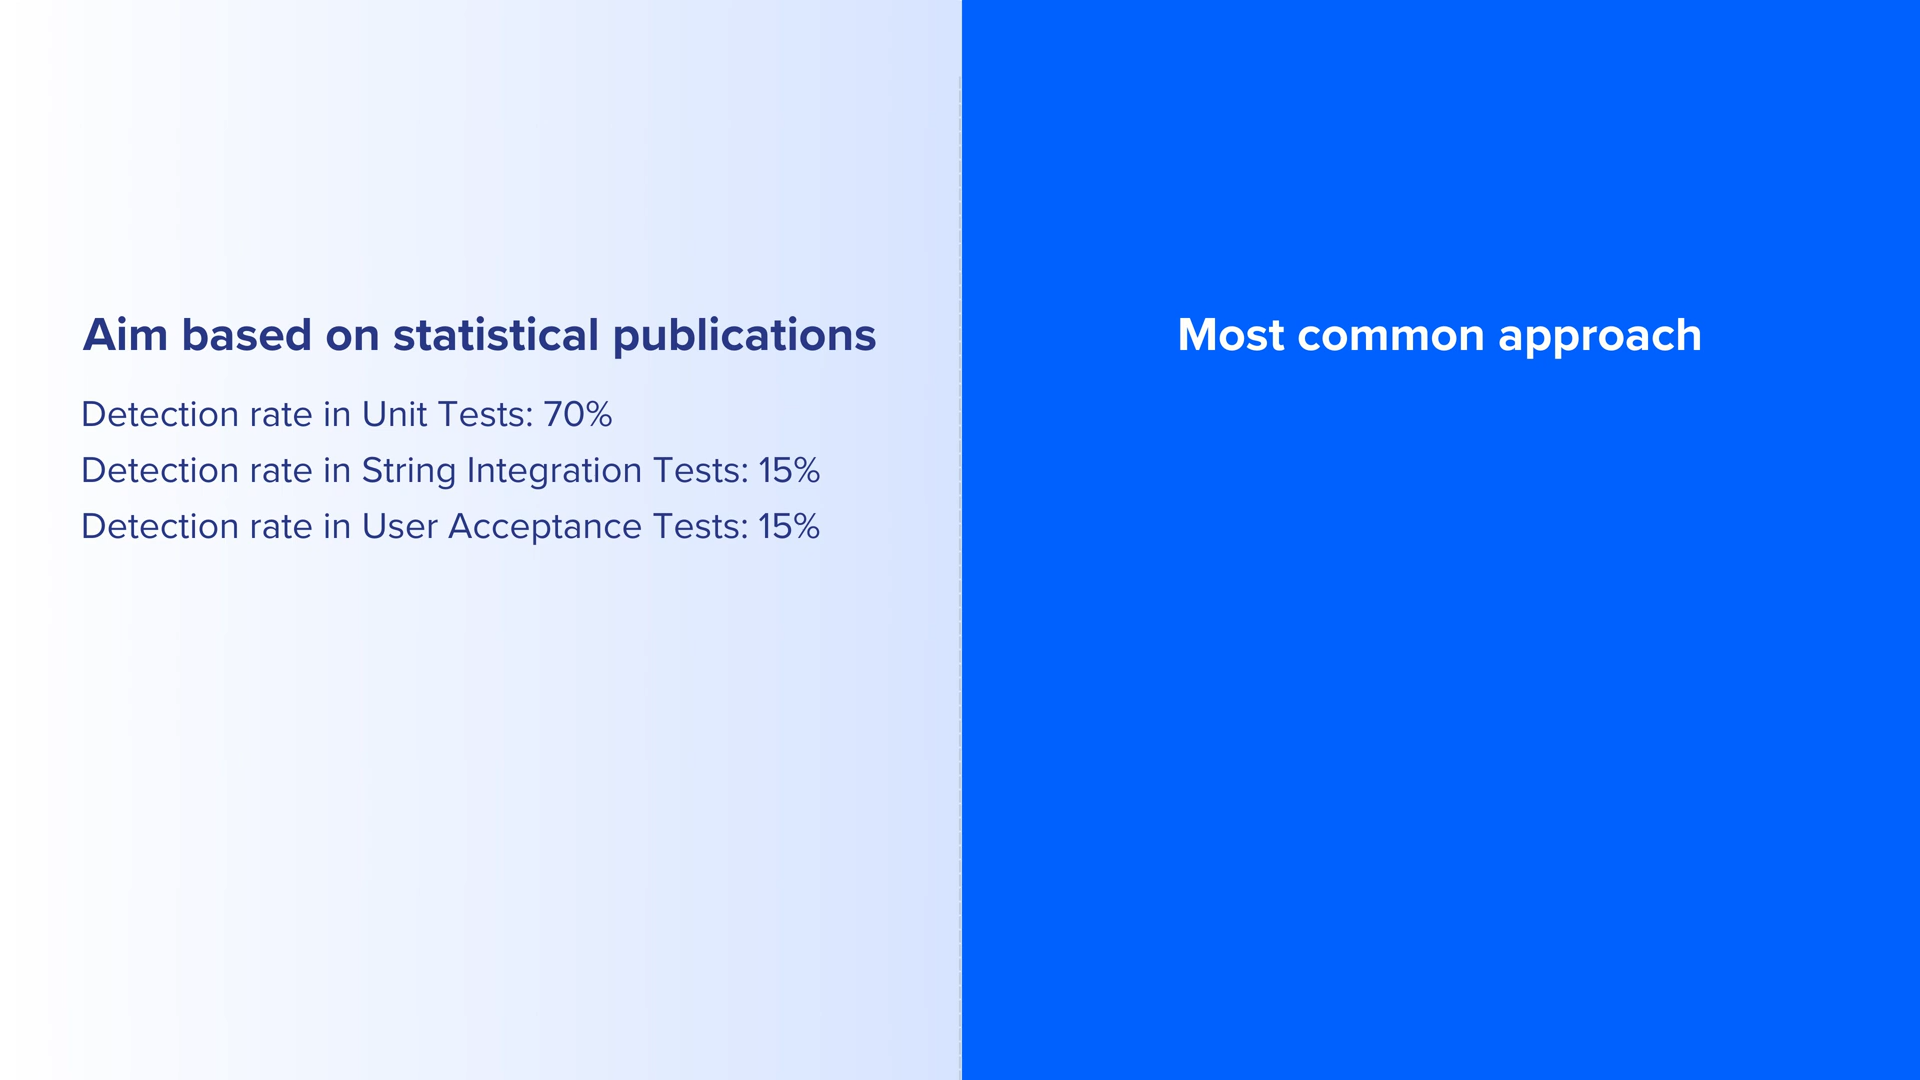 Aim based on statistical publications
Detection rate in Unit Tests: 70%
Detection rate in String Integration Tests: 15%
Detection rate in User Acceptance Tests: 15%
Most common approach